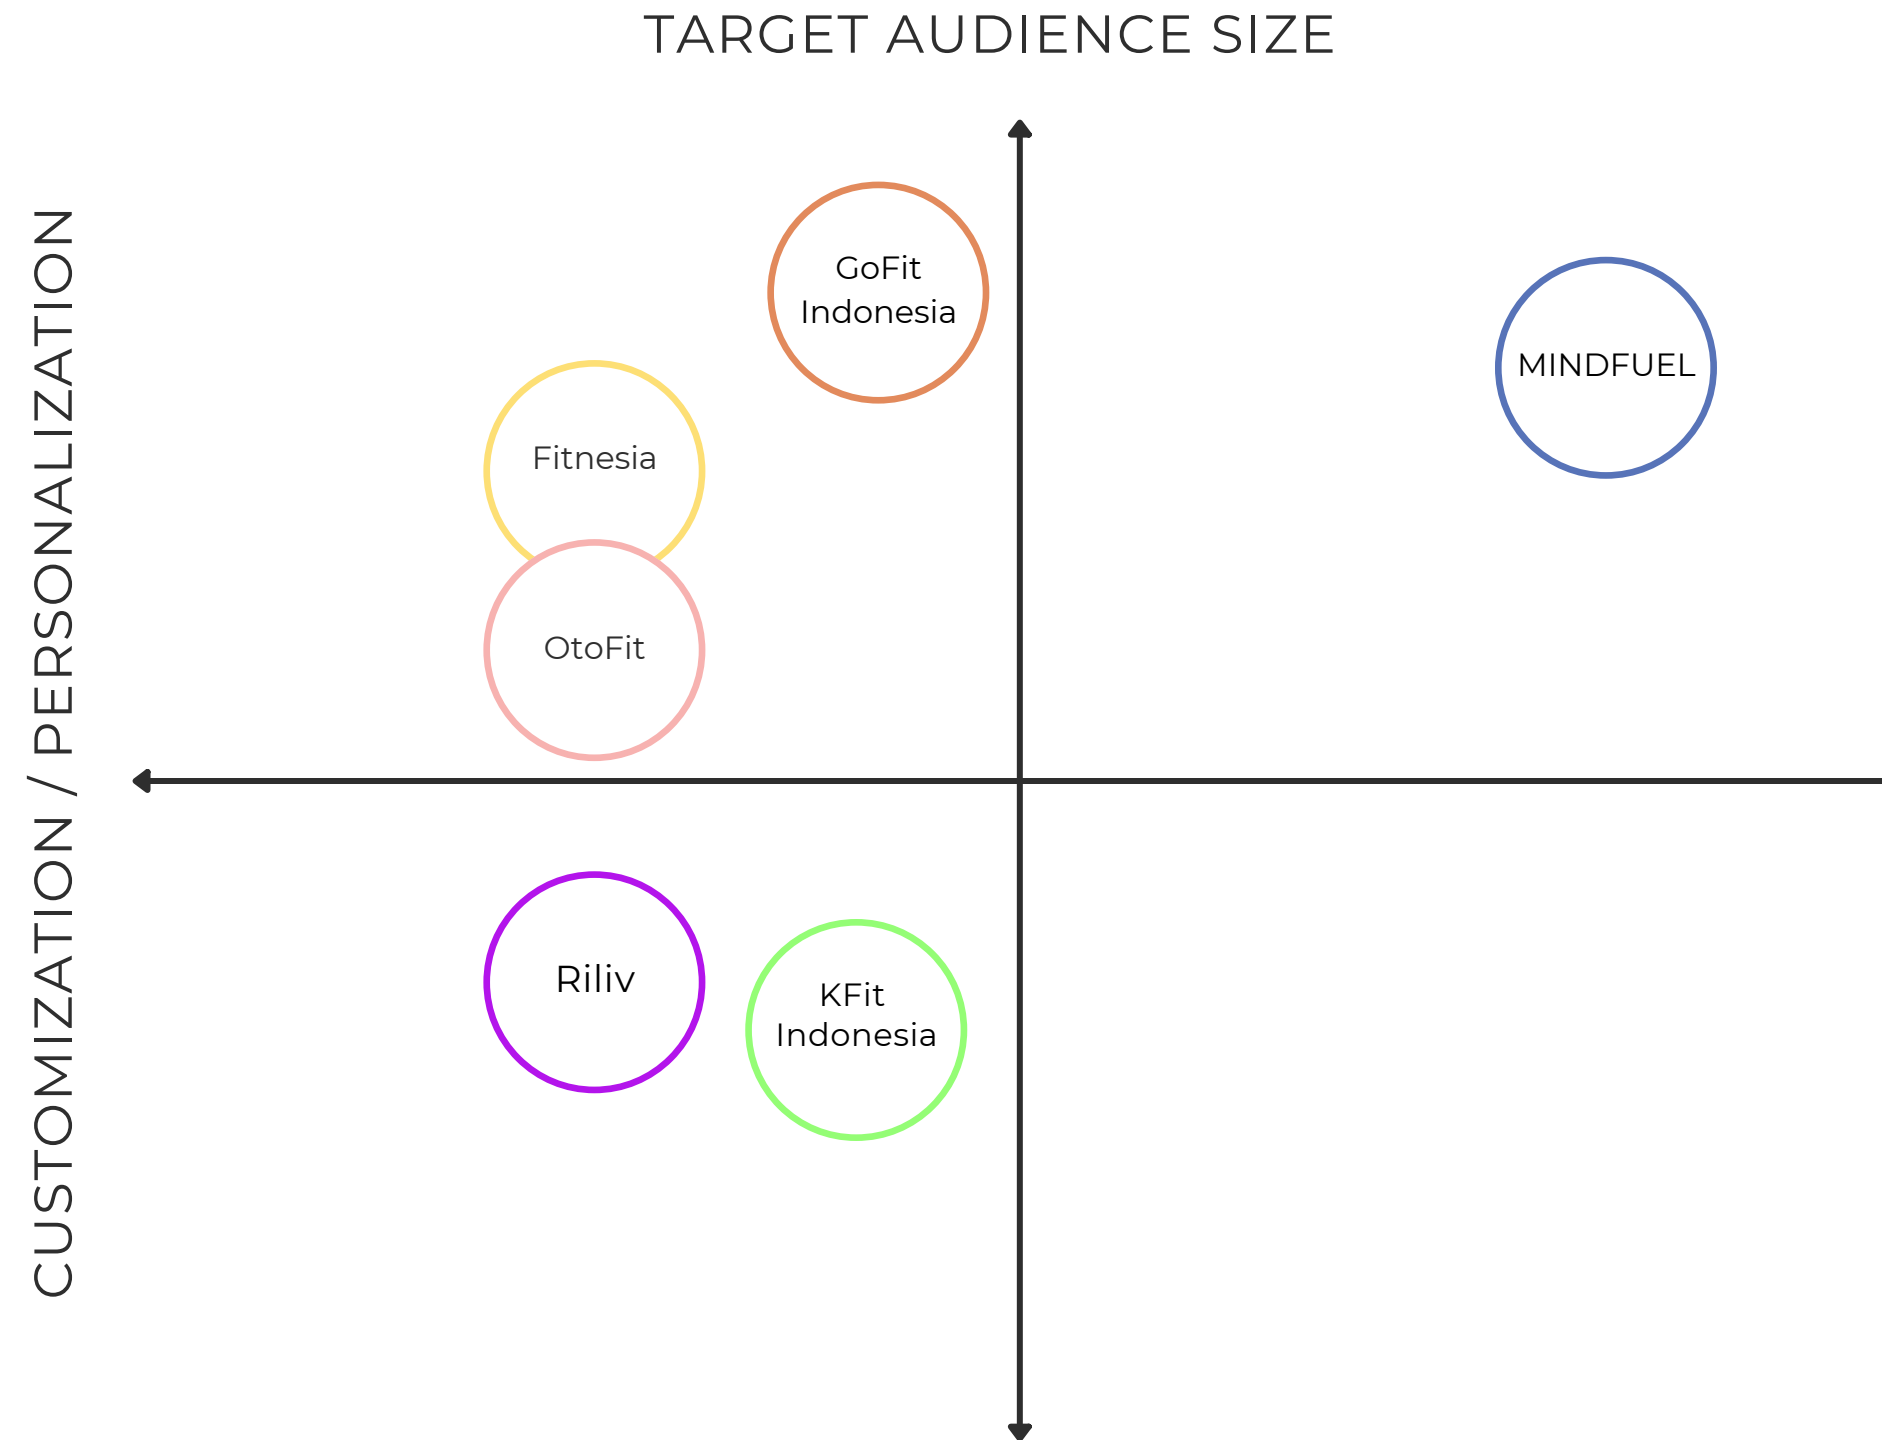 TARGET AUDIENCE SIZE
CUSTOMIZATION / PERSONALIZATION
GoFit
Indonesia
MINDFUEL
Fitnesia
OtoFit
Riliv
KFit
Indonesia